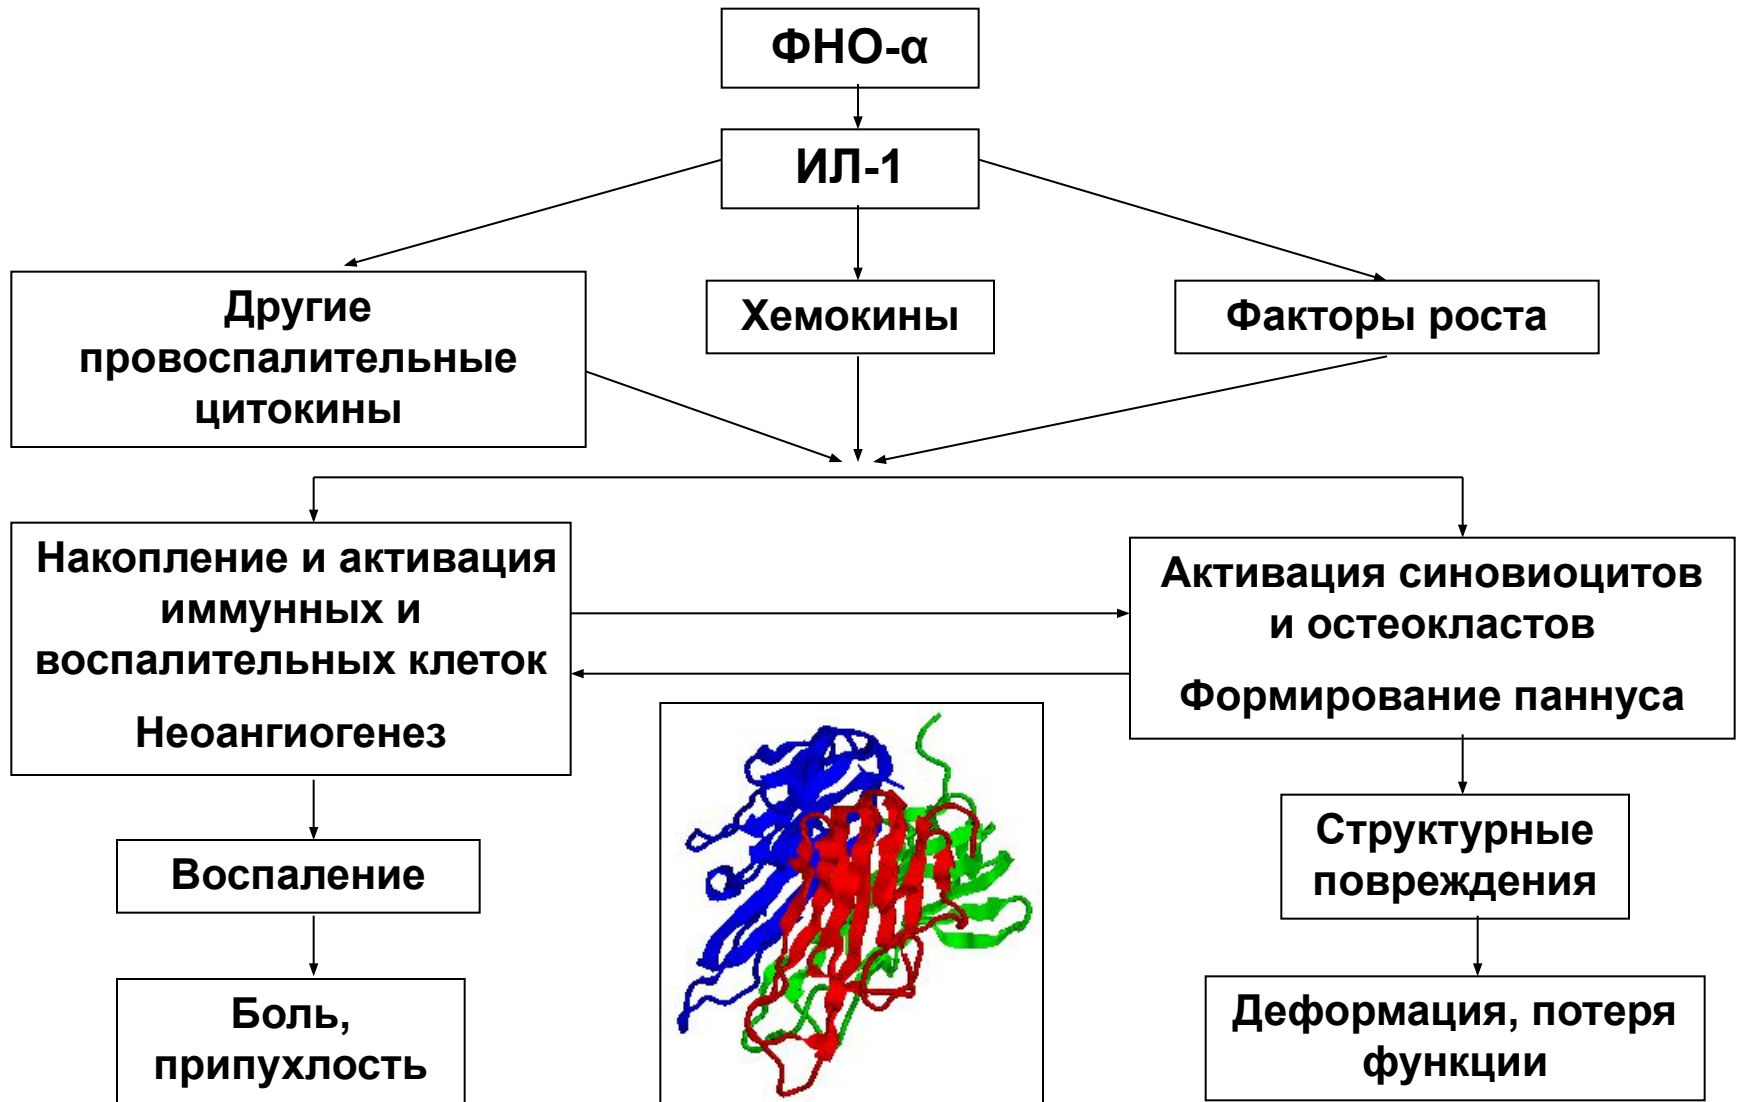 ФНО-α
ИЛ-1
Другие
провоспалительные
цитокины
Хемокины
Факторы роста
Накопление и активация
иммунных и
воспалительных клеток
Неоангиогенез
Активация синовиоцитов
и остеокластов
Формирование паннуса
Воспаление
Боль,
припухлость
Структурные
повреждения
Деформация, потеря
функции